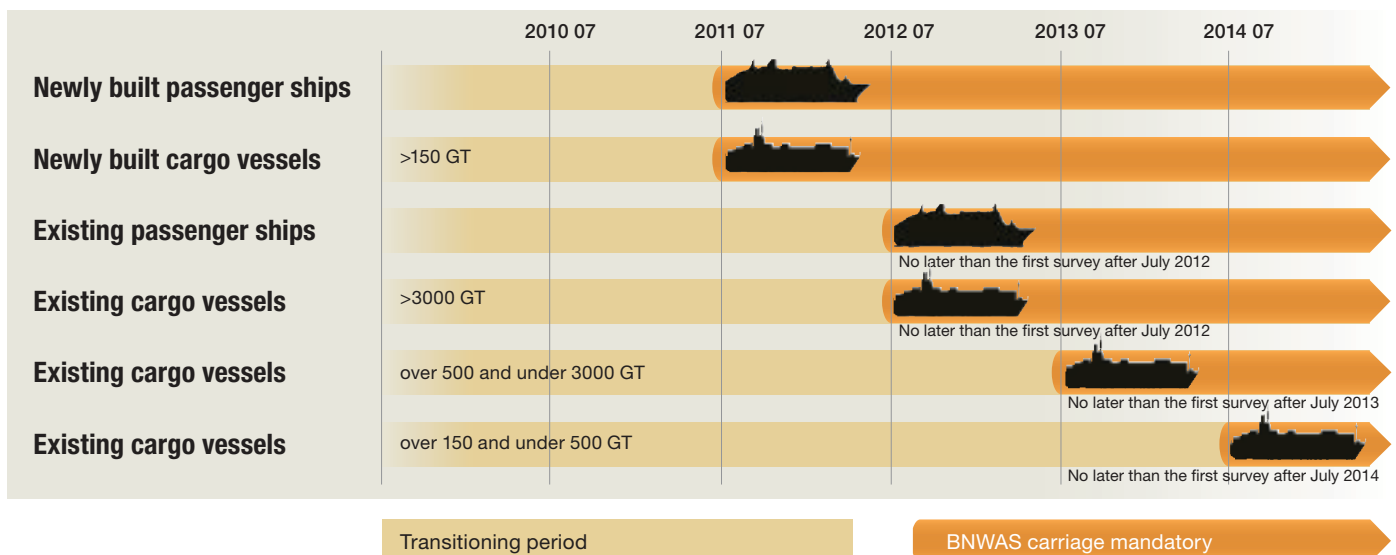 2010 07 2011 07 2012 07 2013 07 2014 07
Newly built passenger ships
Newly built cargo vessels >150 GT
Existing passenger ships
No later than the first survey after July 2012
Existing cargo vessels >3000 GT
No later than the first survey after July 2012
Existing cargo vessels over 500 and under 3000 GT
No later than the first survey after July 2013
Existing cargo vessels over 150 and under 500 GT
No later than the first survey after July 2014
Transitioning period BNWAS carriage mandatory